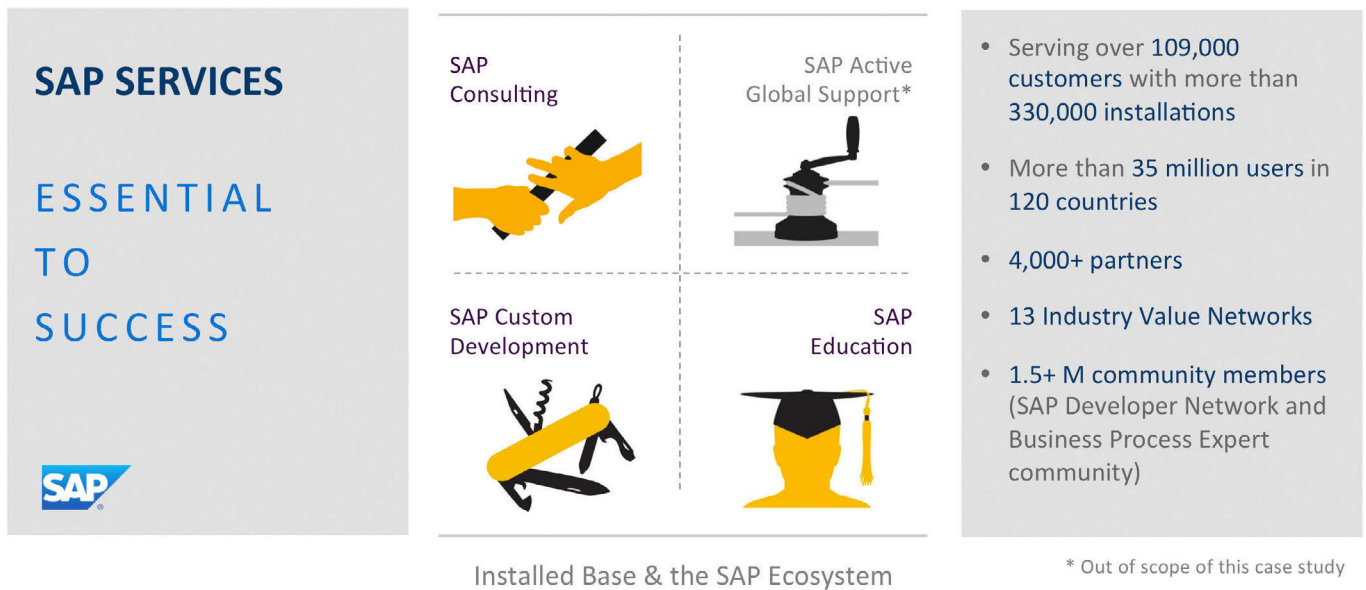 SAP SERVICES
ESSENTIAL
TO
SUCCESS
SAP®
SAP
Consulting
SAP Active
Global Support*
SAP Custom
Development
SAP
Education
Installed Base & the SAP Ecosystem
• Serving over 109,000
customers with more than
330,000 installations
• More than 35 million users in
120 countries
• 4,000+ partners
• 13 Industry Value Networks
• 1.5+ M community members
(SAP Developer Network and
Business Process Expert
community)
* Out of scope of this case study